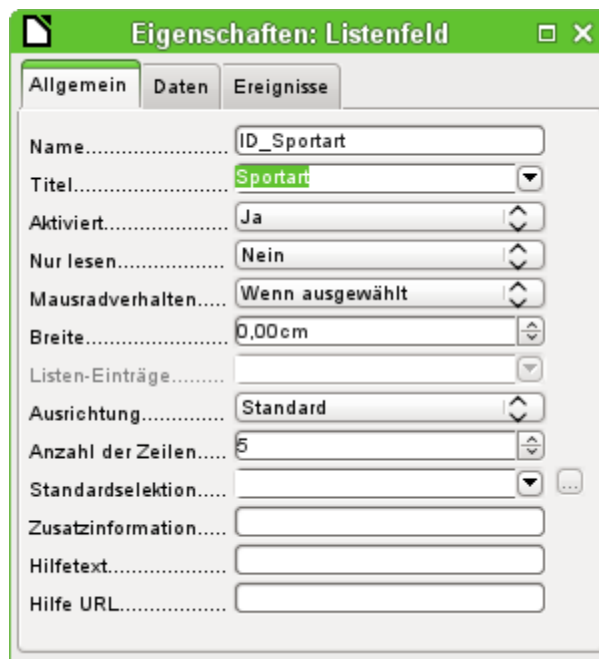 Eigenschaften: Listenfeld
Allgemein Daten Ereignisse
Name....................... ID_Sportart
Titel......................... Sportart
Aktiviert................... Ja
Nur lesen.................. Nein
Mausradverhalten..... Wenn ausgewählt
Breite....................... 0,00cm
Listen-Einträge.........
Ausrichtung.............. Standard
Anzahl der Zeilen..... 5
Standardselektion..... ...
Zusatzinformation.....
Hilfetext...................
Hilfe URL..................